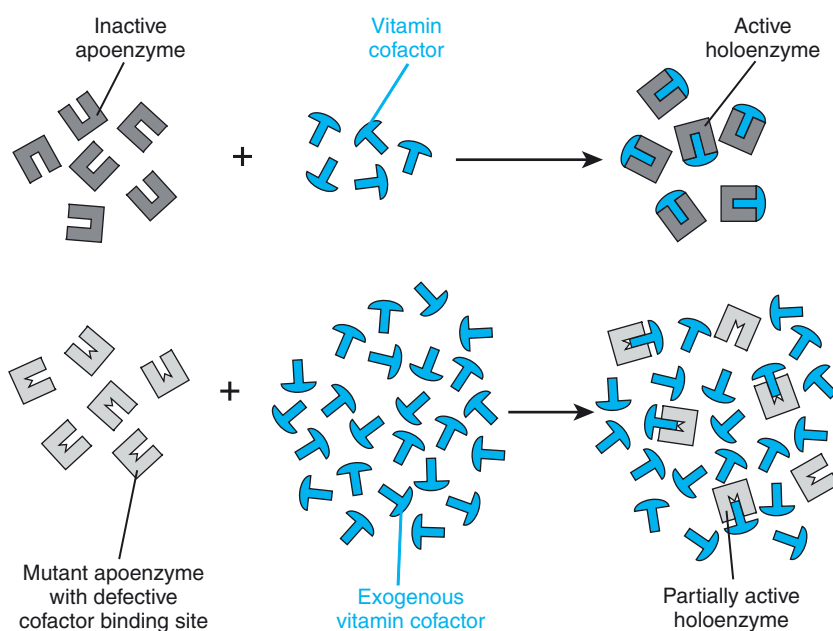 Inactive
apoenzyme
Vitamin
cofactor
Active
holoenzyme
+
+
Mutant apoenzyme
with defective
cofactor binding site
Exogenous
vitamin cofactor
Partially active
holoenzyme